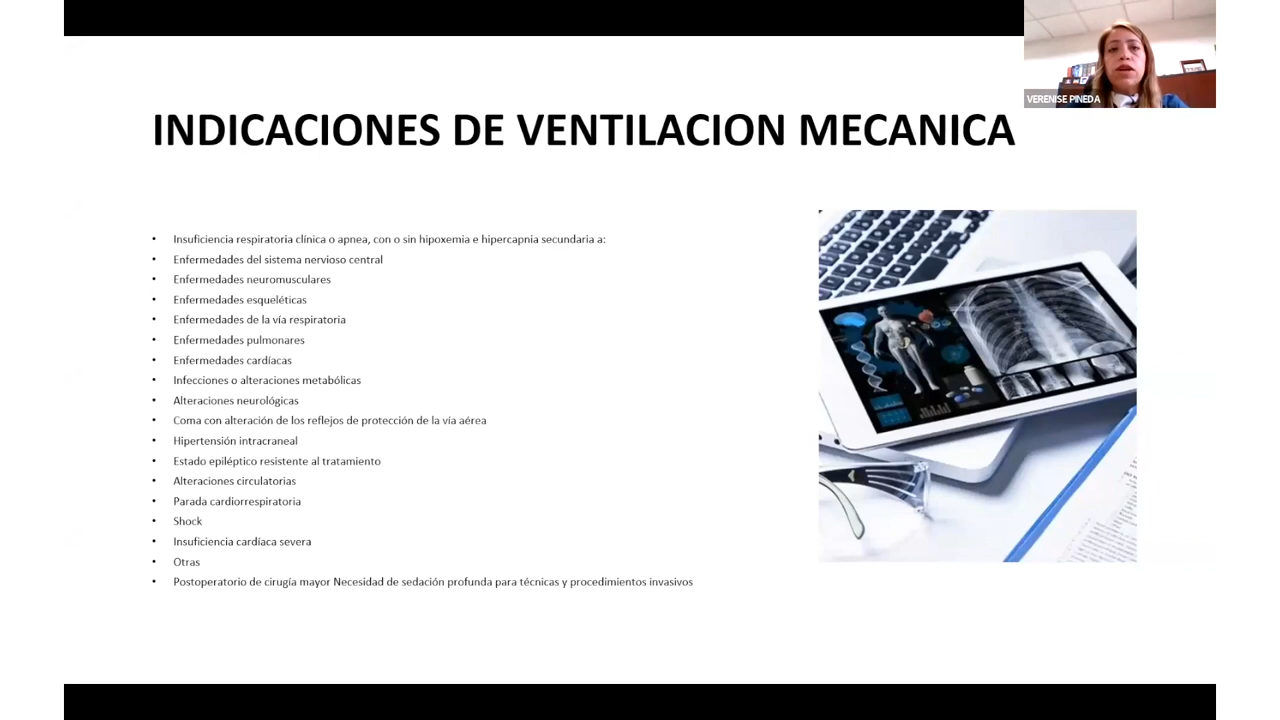 VERENISE PINEDA
INDICACIONES DE VENTILACION MECANICA
• Insuficiencia respiratoria clínica o apnea, con o sin hipoxemia e hipercapnia secundaria a:
• Enfermedades del sistema nervioso central
• Enfermedades neuromusculares
• Enfermedades esqueléticas
• Enfermedades de la vía respiratoria
• Enfermedades pulmonares
• Enfermedades cardíacas
• Infecciones o alteraciones metabólicas
• Alteraciones neurológicas
• Coma con alteración de los reflejos de protección de la vía aérea
• Hipertensión intracraneal
• Estado epiléptico resistente al tratamiento
• Alteraciones circulatorias
• Parada cardiorrespiratoria
• Shock
• Insuficiencia cardíaca severa
• Otras
• Postoperatorio de cirugía mayor Necesidad de sedación profunda para técnicas y procedimientos invasivos